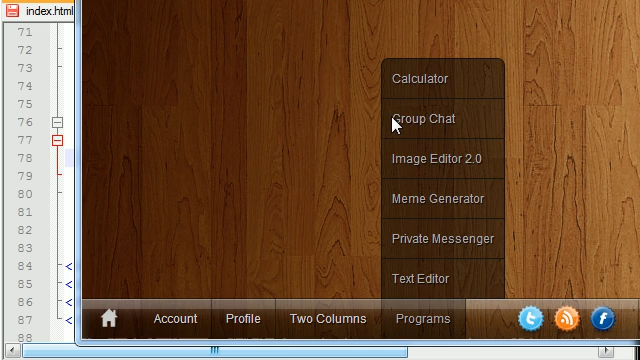 index.html
71
72
73
74
75
76
77
78
79
80
81
82
83
84 <
85 <
86 <
87 <
88
Calculator
Group Chat
Image Editor 2.0
Meme Generator
Private Messenger
Text Editor
Account Profile Two Columns Programs